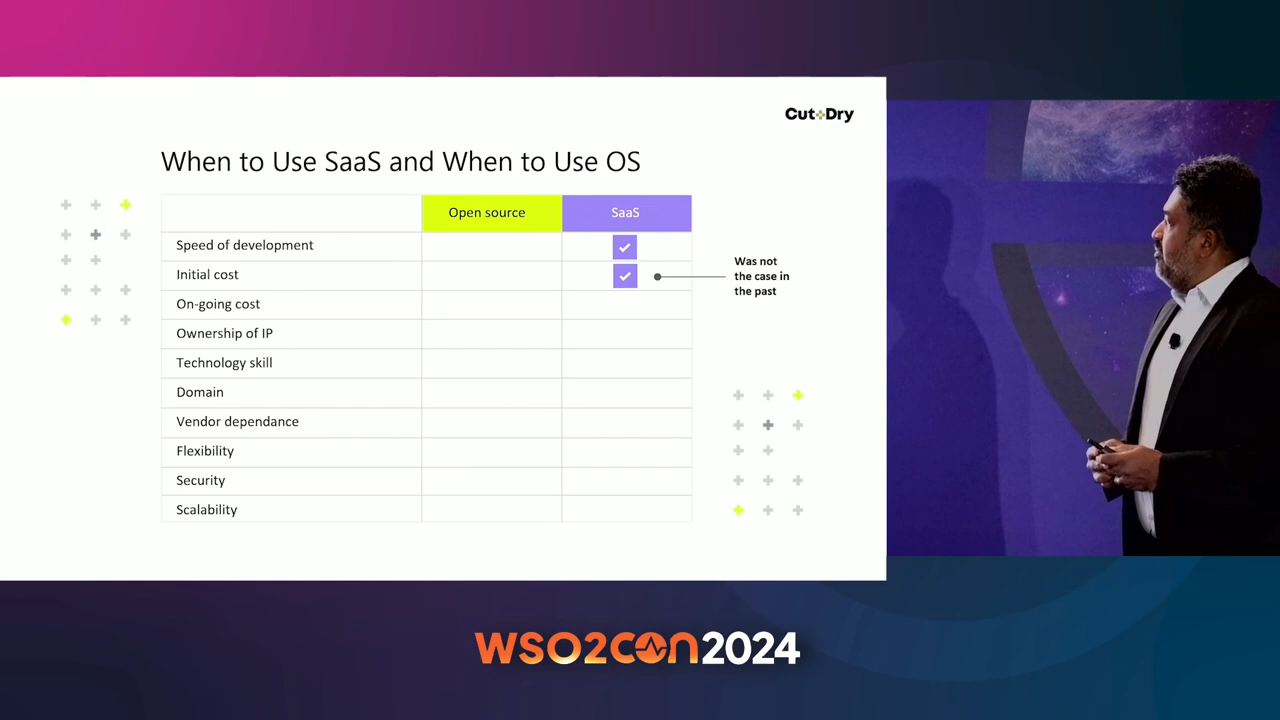 Cut+Dry
When to Use SaaS and When to Use OS
Open source
SaaS
Speed of development
Initial cost
Was not
the case in
the past
On-going cost
Ownership of IP
Technology skill
Domain
Vendor dependance
Flexibility
Security
Scalability
WSO2CON2024